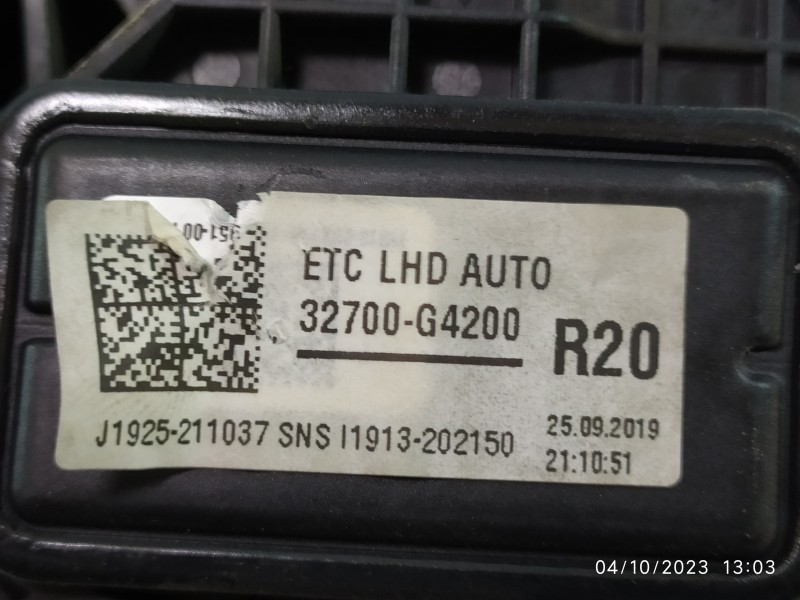 ETC LHD AUTO
32700-G4200
R20
J1925-211037 SNS I1913-202150
25.09.2019
21:10:51
04/10/2023 13:03